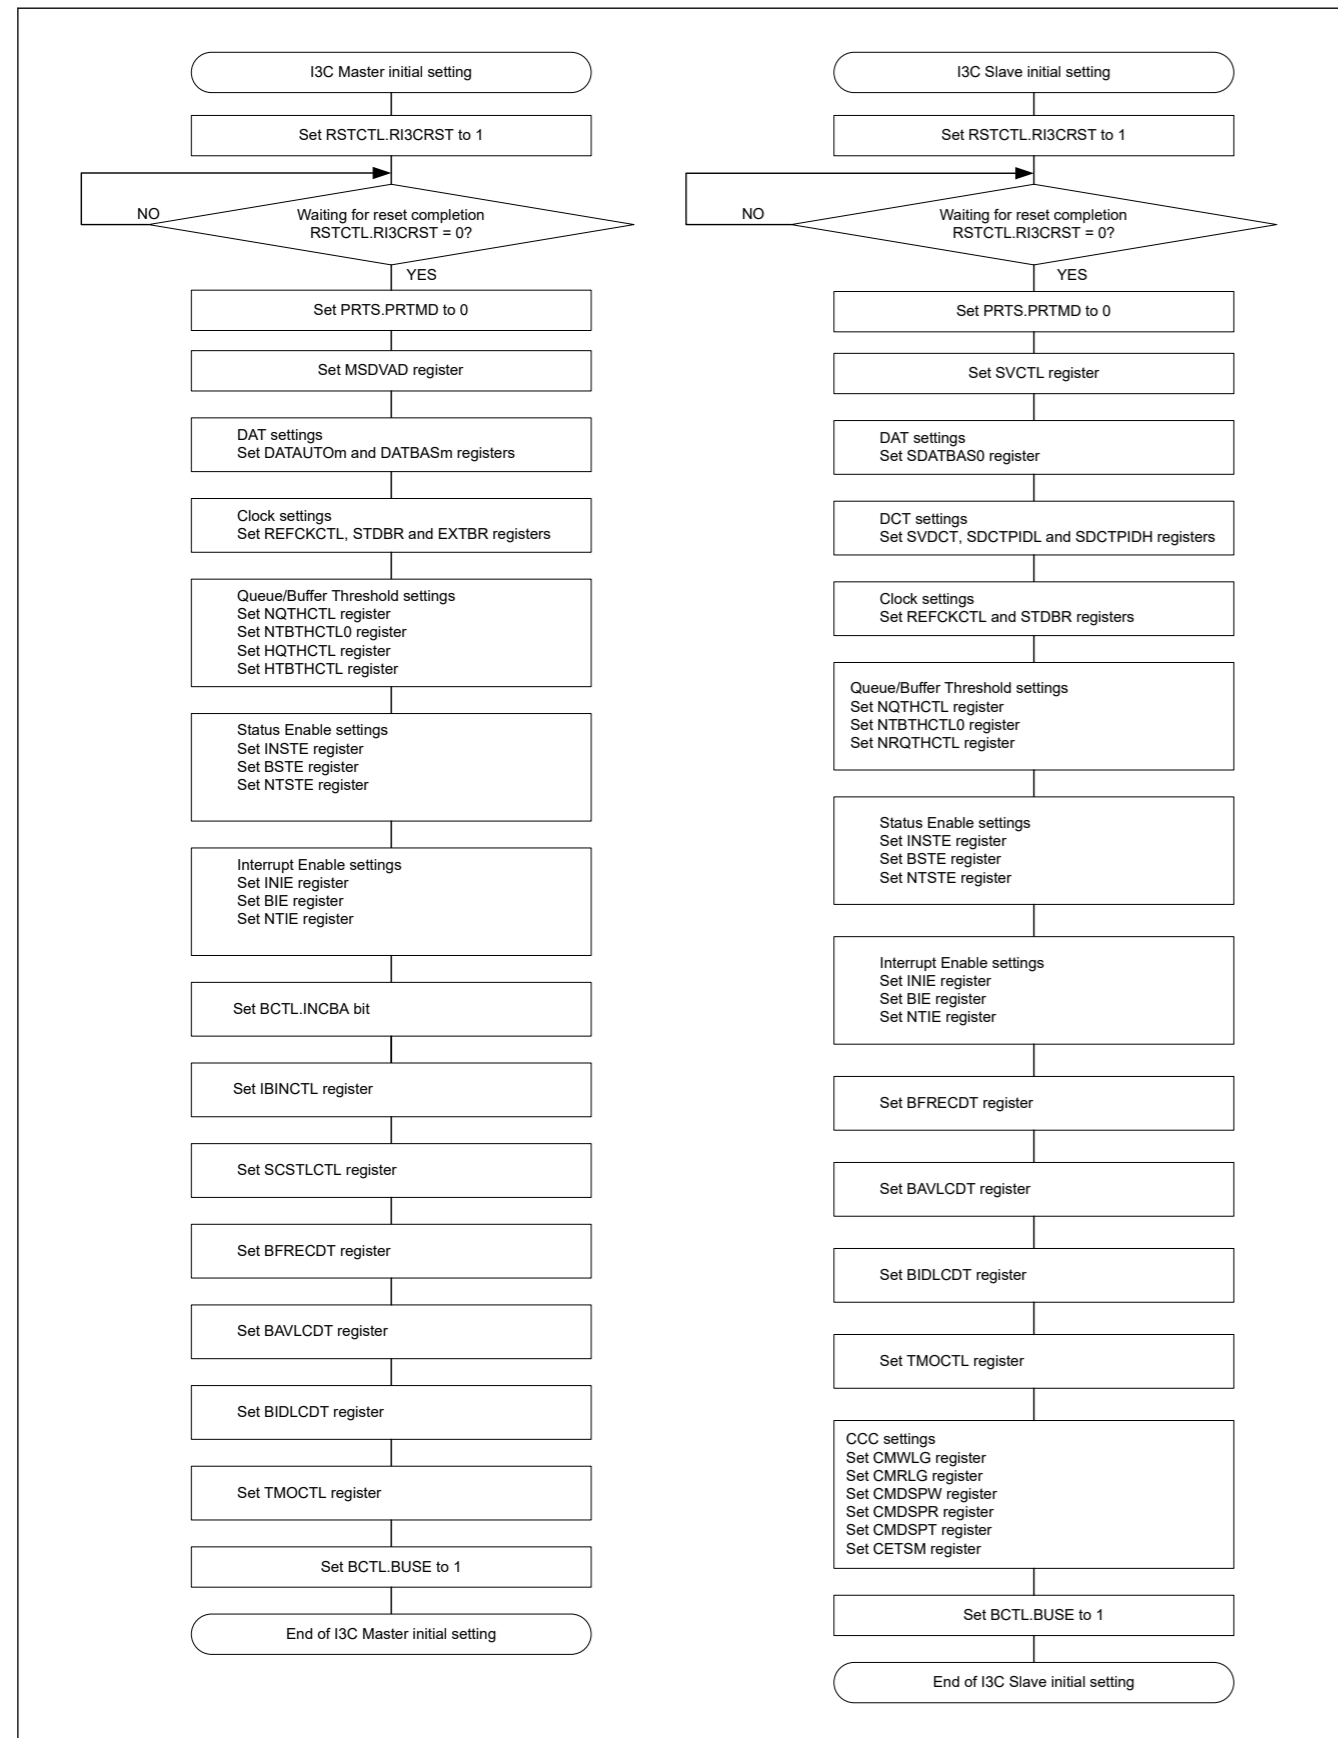 I3C Master initial setting
Set RSTCTL.RI3CRST to 1
NO
Waiting for reset completion
RSTCTL.RI3CRST = 0?
YES
Set PRTS.PRTMD to 0
Set MSDVAD register
DAT settings
Set DATAUTOm and DATBASm registers
Clock settings
Set REFCKCTL, STDBR and EXTBR registers
Queue/Buffer Threshold settings
Set NQTHCTL register
Set NTBTHCTL0 register
Set HQTHCTL register
Set HTBTHCTL register
Status Enable settings
Set INSTE register
Set BSTE register
Set NTSTE register
Interrupt Enable settings
Set INIE register
Set BIE register
Set NTIE register
Set BCTL.INCBA bit
Set IBINCTL register
Set SCSTLCTL register
Set BFRECDT register
Set BAVLCDT register
Set BIDLCDT register
Set TMOCTL register
Set BCTL.BUSE to 1
End of I3C Master initial setting
I3C Slave initial setting
Set RSTCTL.RI3CRST to 1
NO
Waiting for reset completion
RSTCTL.RI3CRST = 0?
YES
Set PRTS.PRTMD to 0
Set SVCTL register
DAT settings
Set SDATBAS0 register
DCT settings
Set SVDCT, SDCTPIDL and SDCTPIDH registers
Clock settings
Set REFCKCTL and STDBR registers
Queue/Buffer Threshold settings
Set NQTHCTL register
Set NTBTHCTL0 register
Set NRQTHCTL register
Status Enable settings
Set INSTE register
Set BSTE register
Set NTSTE register
Interrupt Enable settings
Set INIE register
Set BIE register
Set NTIE register
Set BFRECDT register
Set BAVLCDT register
Set BIDLCDT register
Set TMOCTL register
CCC settings
Set CMWLG register
Set CMRLG register
Set CMDSPW register
Set CMDSPR register
Set CMDSPT register
Set CETSM register
Set BCTL.BUSE to 1
End of I3C Slave initial setting